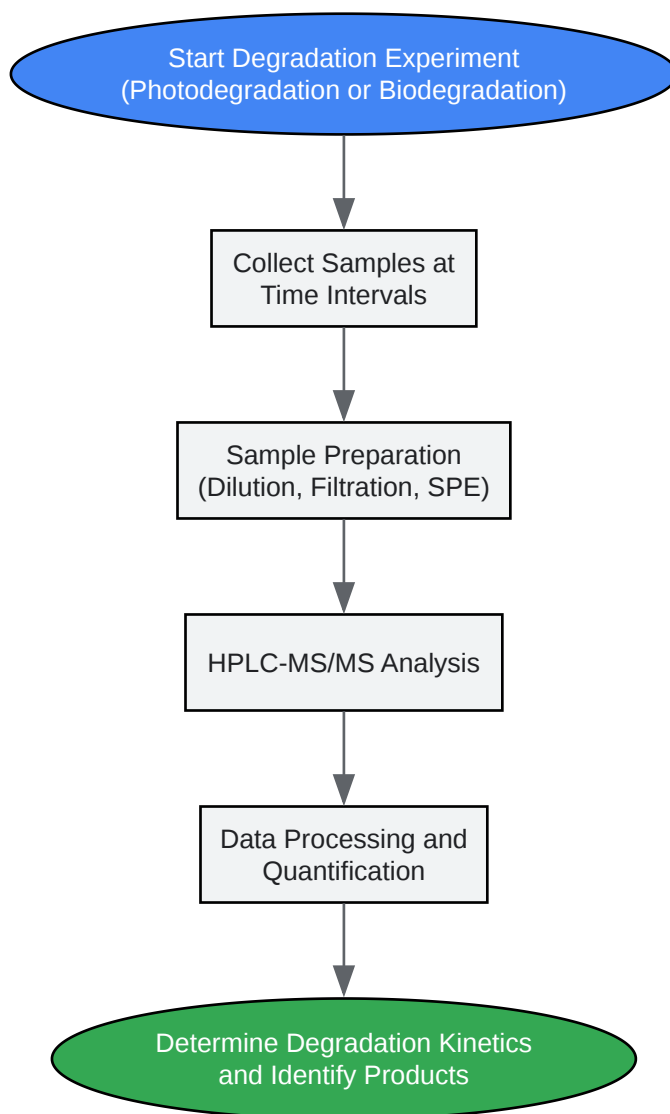 Start Degradation Experiment
(Photodegradation or Biodegradation)
Collect Samples at
Time Intervals
Sample Preparation
(Dilution, Filtration, SPE)
HPLC-MS/MS Analysis
Data Processing and
Quantification
Determine Degradation Kinetics
and Identify Products